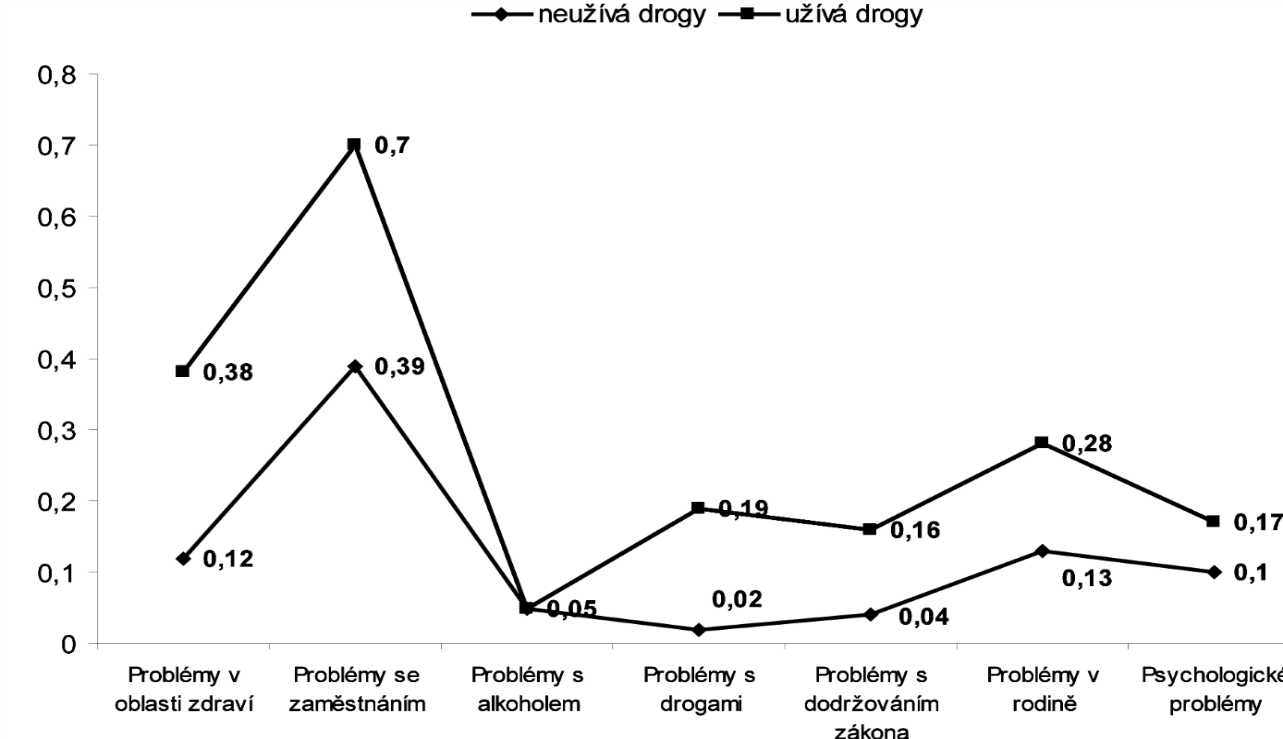 neužívá drogy užívá drogy
0,8
0,7
0,6
0,5
0,4
0,3
0,2
0,1
0
0,7
0,39
0,38
0,12
0,05
0,19
0,02
0,16
0,04
0,28
0,13
0,17
0,1
Problémy v
oblasti zdraví
Problémy se
zaměstnáním
Problémy s
alkoholem
Problémy s
drogami
Problémy s
dodržováním
zákona
Problémy v
rodině
Psychologické
problémy